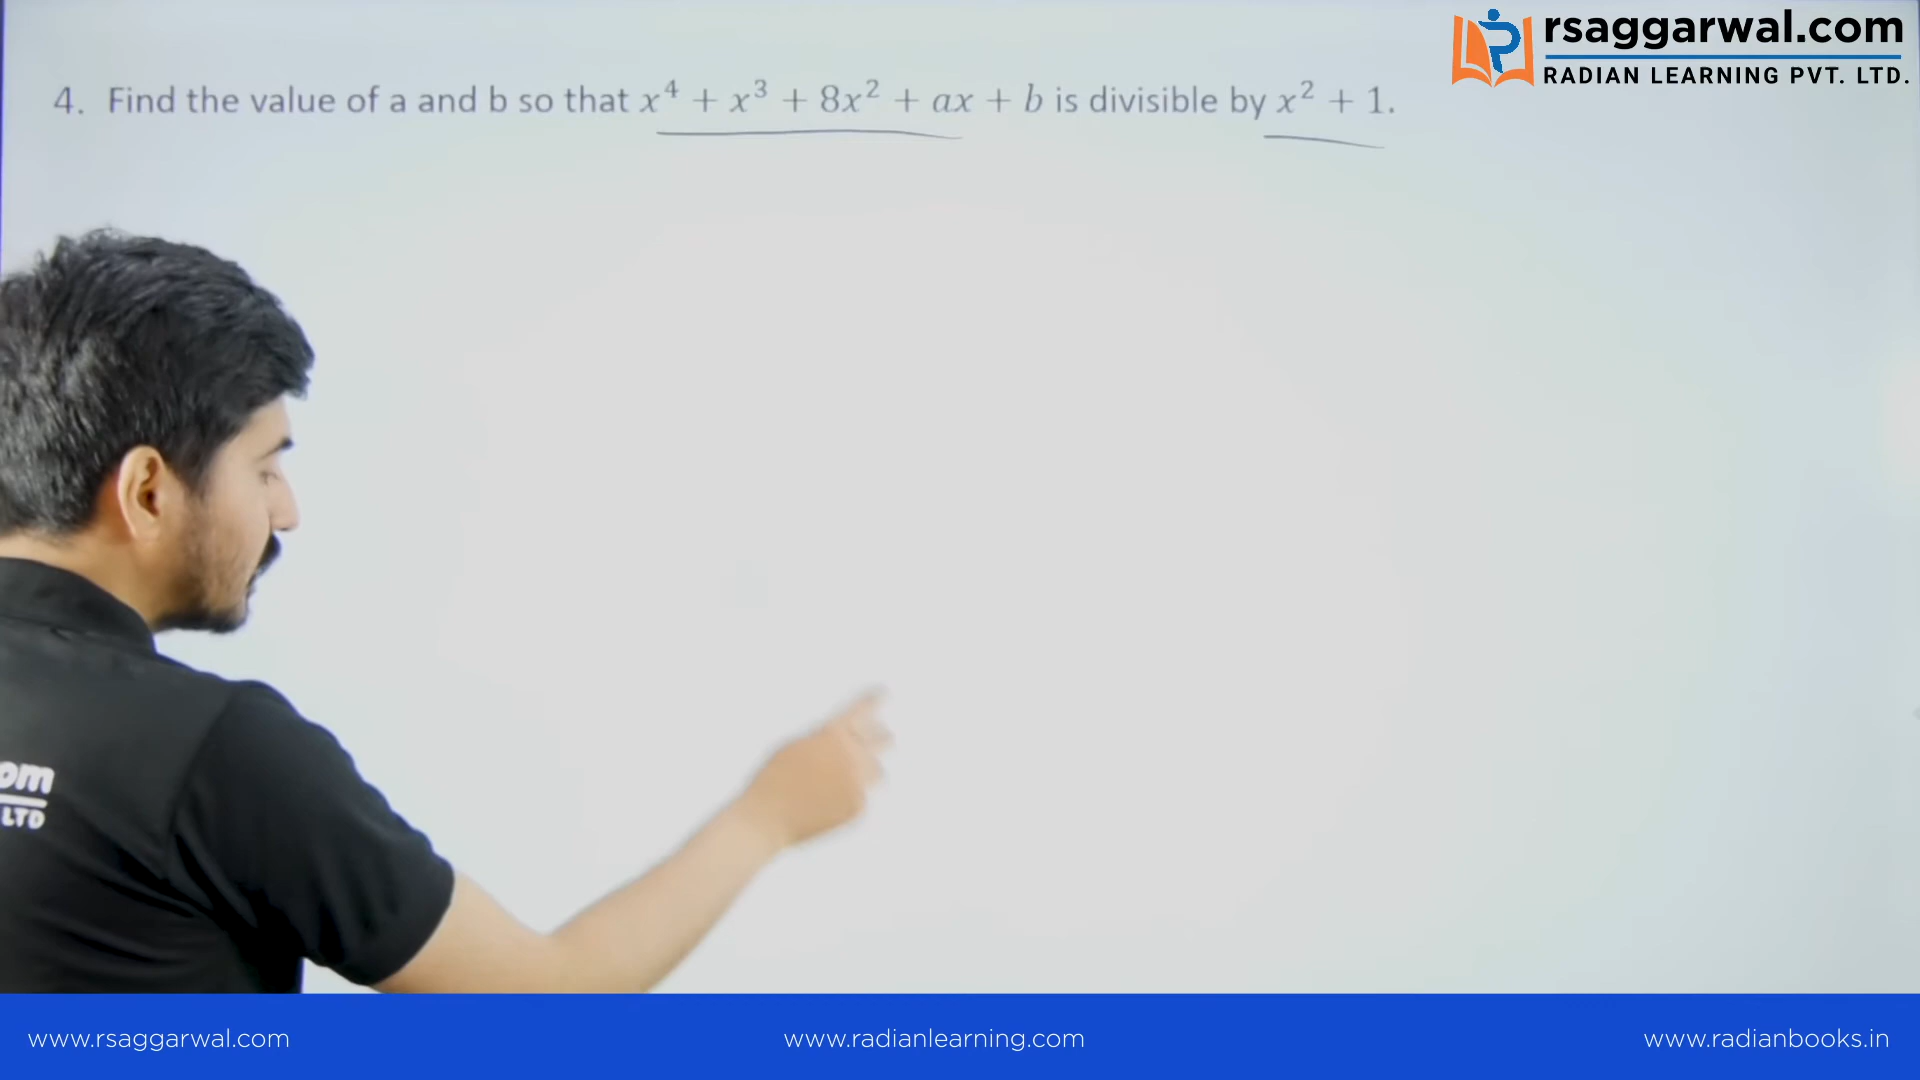 rsaggarwal.com
RADIAN LEARNING PVT. LTD.
4. Find the value of a and b so that x⁴ + x³ + 8x² + ax + b is divisible by x² + 1.
om
LTD
www.rsaggarwal.com
www.radianlearning.com
www.radianbooks.in